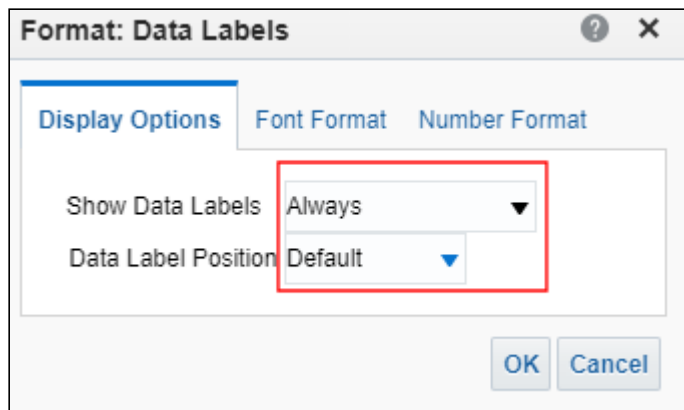 Format: Data Labels
Display Options Font Format Number Format
Show Data Labels Always
Data Label Position Default
OK Cancel